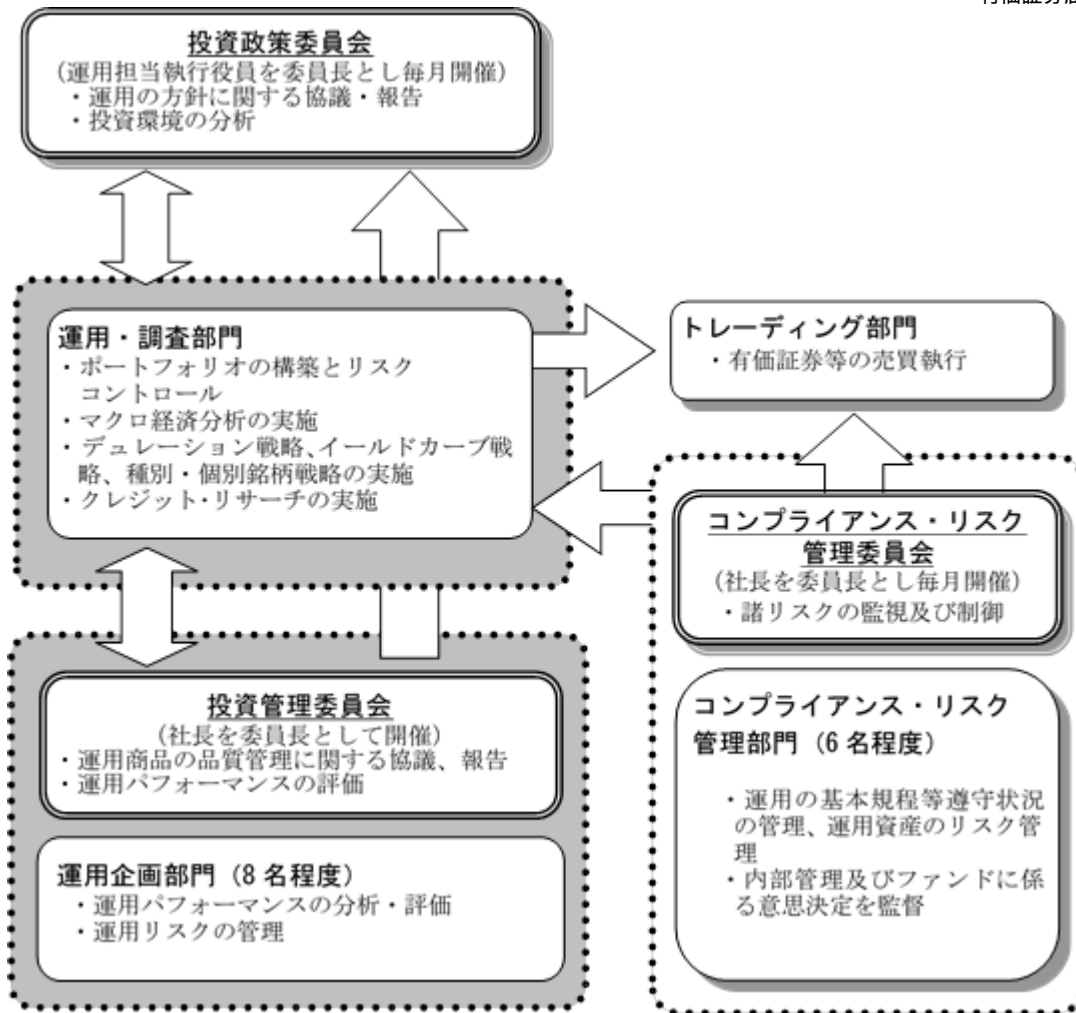 投資政策委員会
(運用担当執行役員を委員長とし毎月開催)
・運用の方針に関する協議・報告
・投資環境の分析
運用・調査部門
・ポートフォリオの構築とリスク
コントロール
・マクロ経済分析の実施
・デュレーション戦略、イールドカーブ戦
略、種別・個別銘柄戦略の実施
・クレジット・リサーチの実施
トレーディング部門
・有価証券等の売買執行
コンプライアンス・リスク
管理委員会
(社長を委員長とし毎月開催)
・諸リスクの監視及び制御
コンプライアンス・リスク
管理部門（6 名程度）
・運用の基本規程等遵守状況
の管理、運用資産のリスク管
理
・内部管理及びファンドに係
る意思決定を監督
投資管理委員会
(社長を委員長として開催)
・運用商品の品質管理に関する協議、報告
・運用パフォーマンスの評価
運用企画部門（8 名程度）
・運用パフォーマンスの分析・評価
・運用リスクの管理